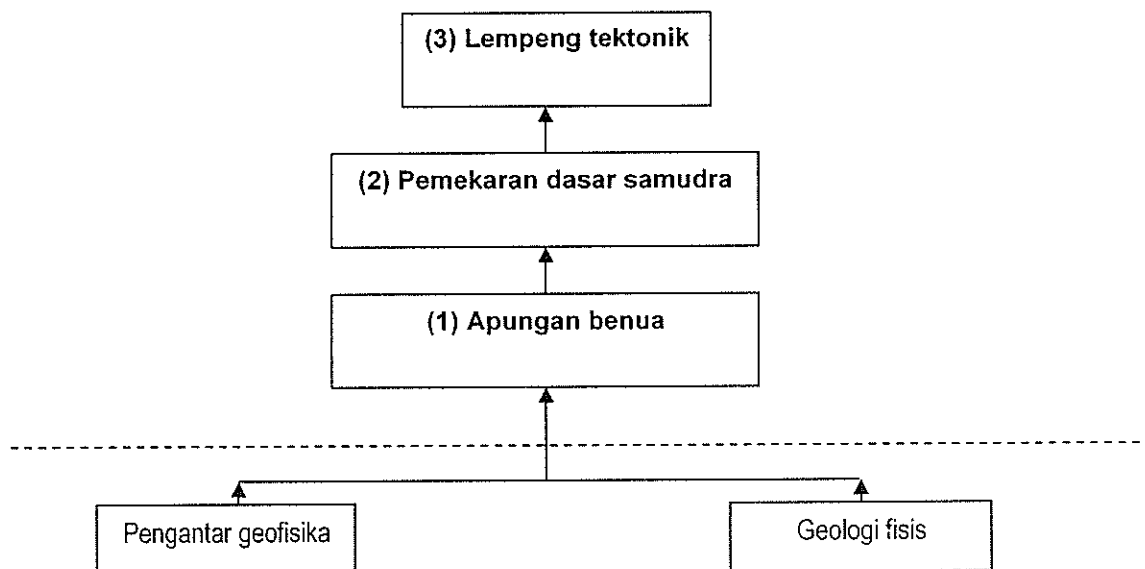 (3) Lempeng tektonik
(2) Pemekaran dasar samudra
(1) Apungan benua
Pengantar geofisika
Geologi fisis